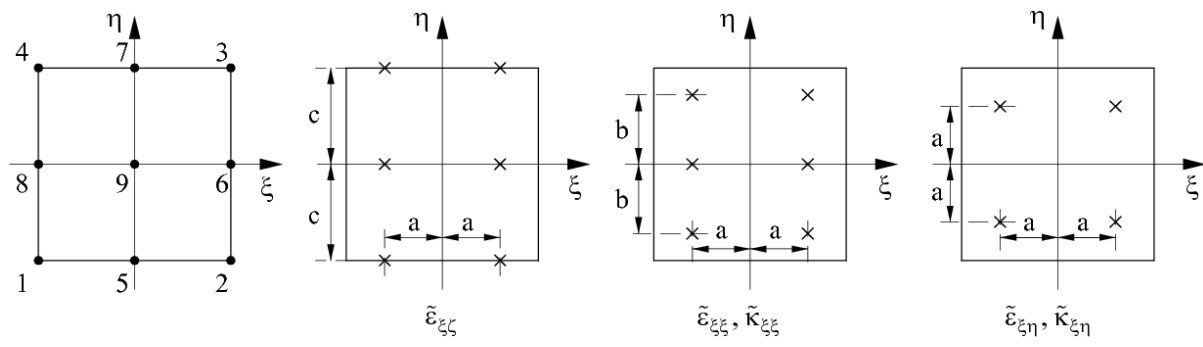 η η η η
4 7 3
c b a
8 9 6 ξ ξ ξ ξ
c b a
a a a a a a
1 5 2
ε̃ξζ ε̃ξξ, κ̃ξξ ε̃ξη, κ̃ξη